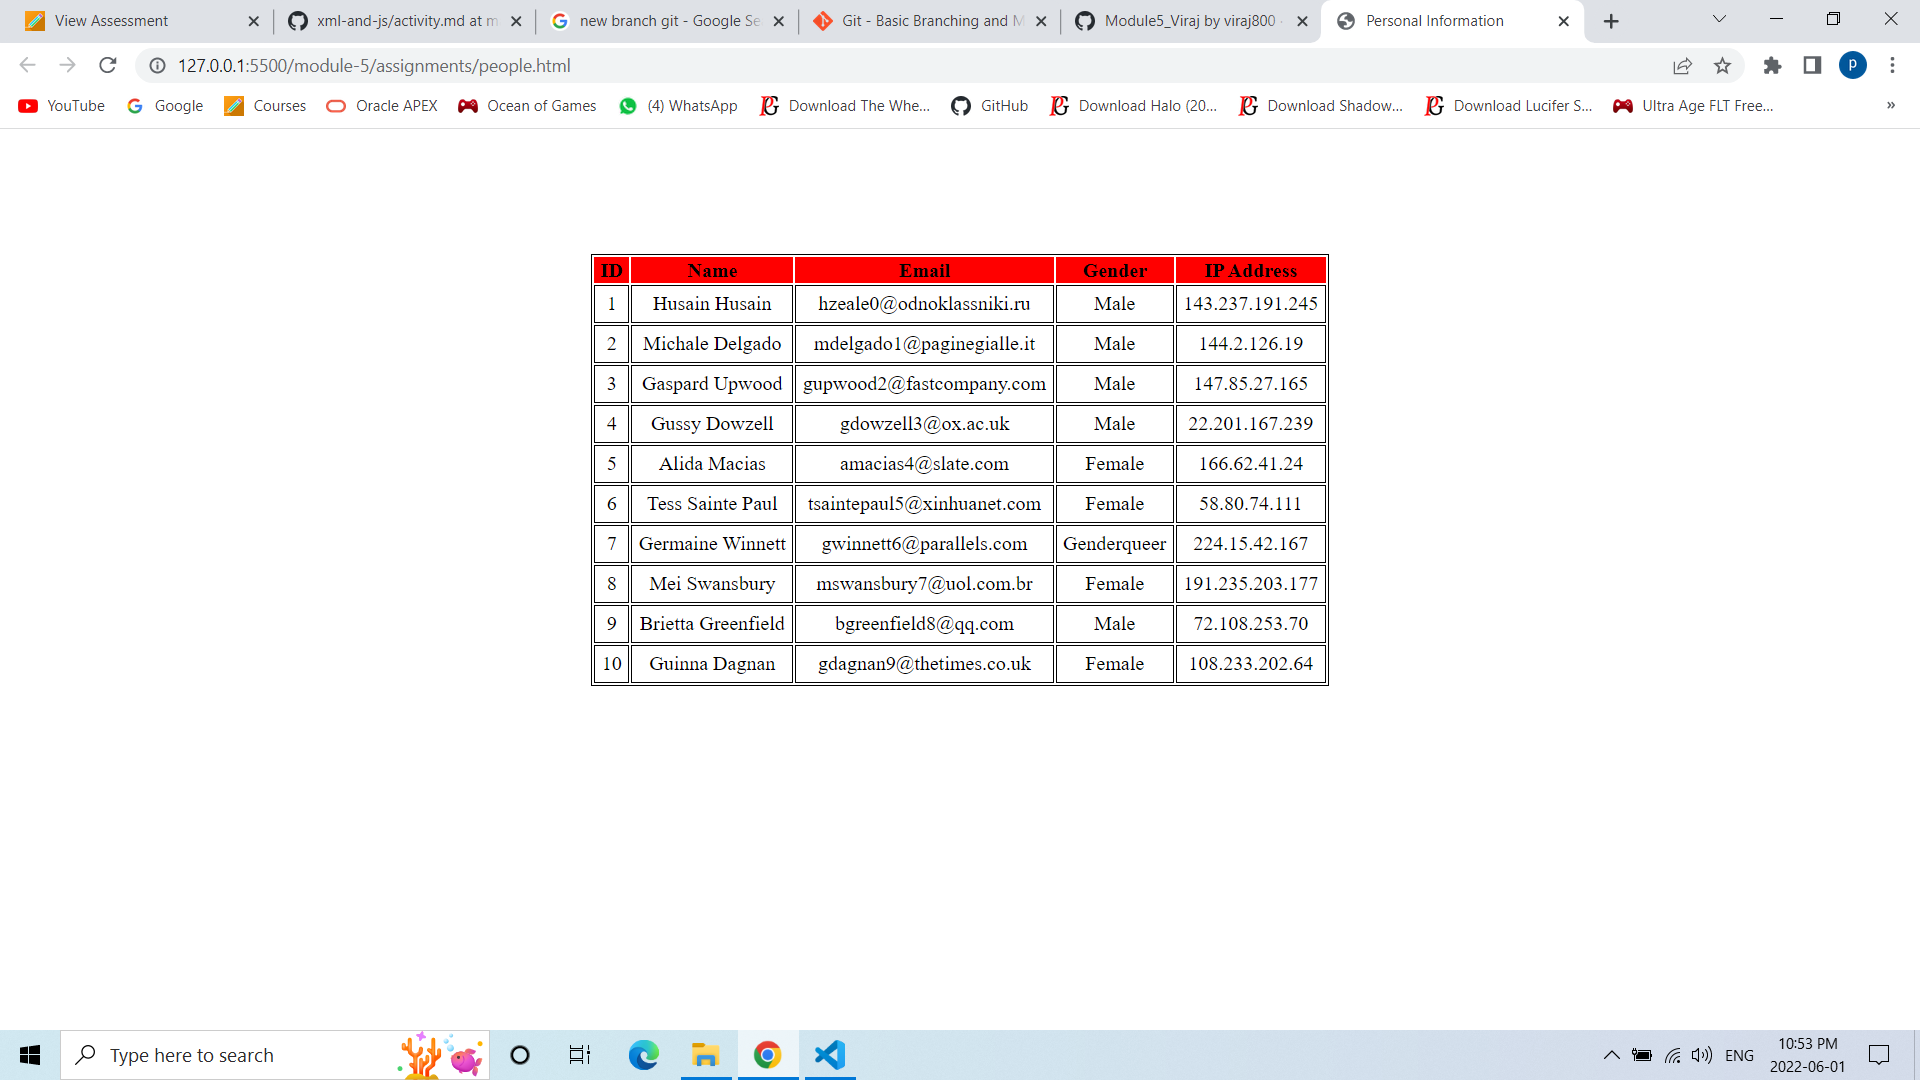 View Assessment
xml-and-js/activity.md at m
new branch git - Google Se
Git - Basic Branching and M
Module5_Viraj by viraj800 ·
Personal Information
127.0.0.1:5500/module-5/assignments/people.html
P
YouTube
Google
Courses
Oracle APEX
Ocean of Games
(4) WhatsApp
Download The Whe...
GitHub
Download Halo (20...
Download Shadow...
Download Lucifer S...
Ultra Age FLT Free...
»
ID Name Email Gender IP Address
1 Husain Husain hzeale0@odnoklassniki.ru Male 143.237.191.245
2 Michale Delgado mdelgado1@paginegialle.it Male 144.2.126.19
3 Gaspard Upwood gupwood2@fastcompany.com Male 147.85.27.165
4 Gussy Dowzell gdowzell3@ox.ac.uk Male 22.201.167.239
5 Alida Macias amacias4@slate.com Female 166.62.41.24
6 Tess Sainte Paul tsaintepaul5@xinhuanet.com Female 58.80.74.111
7 Germaine Winnett gwinnett6@parallels.com Genderqueer 224.15.42.167
8 Mei Swansbury mswansbury7@uol.com.br Female 191.235.203.177
9 Brietta Greenfield bgreenfield8@qq.com Male 72.108.253.70
10 Guinna Dagnan gdagnan9@thetimes.co.uk Female 108.233.202.64
Type here to search
ENG
10:53 PM
2022-06-01